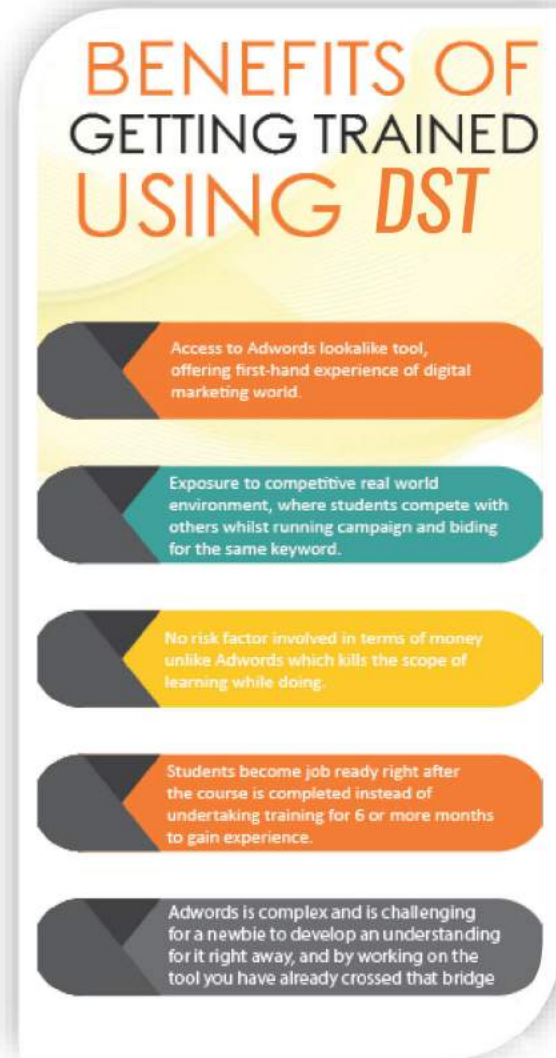 BENEFITS OF
GETTING TRAINED
USING DST
Access to Adwords lookalike tool,
offering first-hand experience of digital
marketing world.
Exposure to competitive real world
environment, where students compete with
others whilst running campaign and biding
for the same keyword.
No risk factor involved in terms of money
unlike Adwords which kills the scope of
learning while doing.
Students become job ready right after
the course is completed instead of
undertaking training for 6 or more months
to gain experience.
Adwords is complex and is challenging
for a newbie to develop an understanding
for it right away, and by working on the
tool you have already crossed that bridge